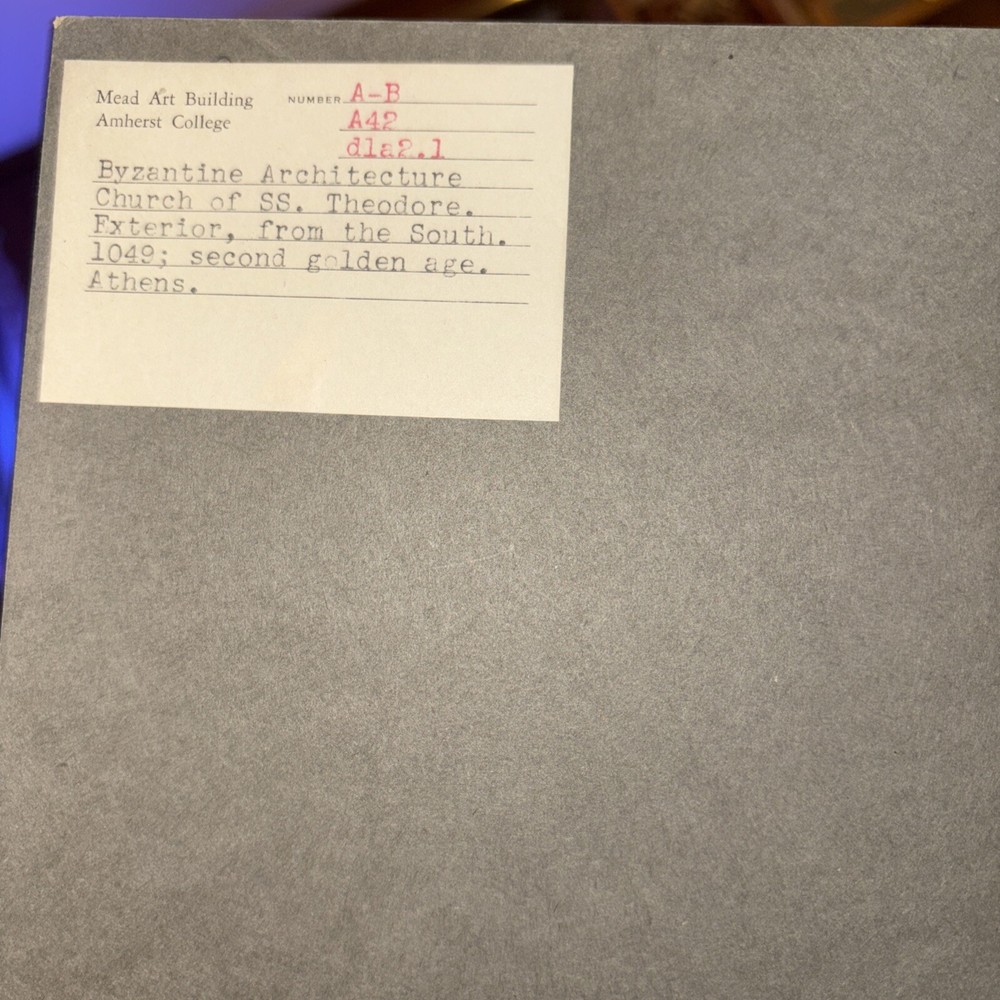 Mead Art Building
Amherst College
NUMBER A-B
A42
d1a2.1
Byzantine Architecture
Church of SS. Theodore.
Exterior, from the South.
1049; second golden age.
Athens.